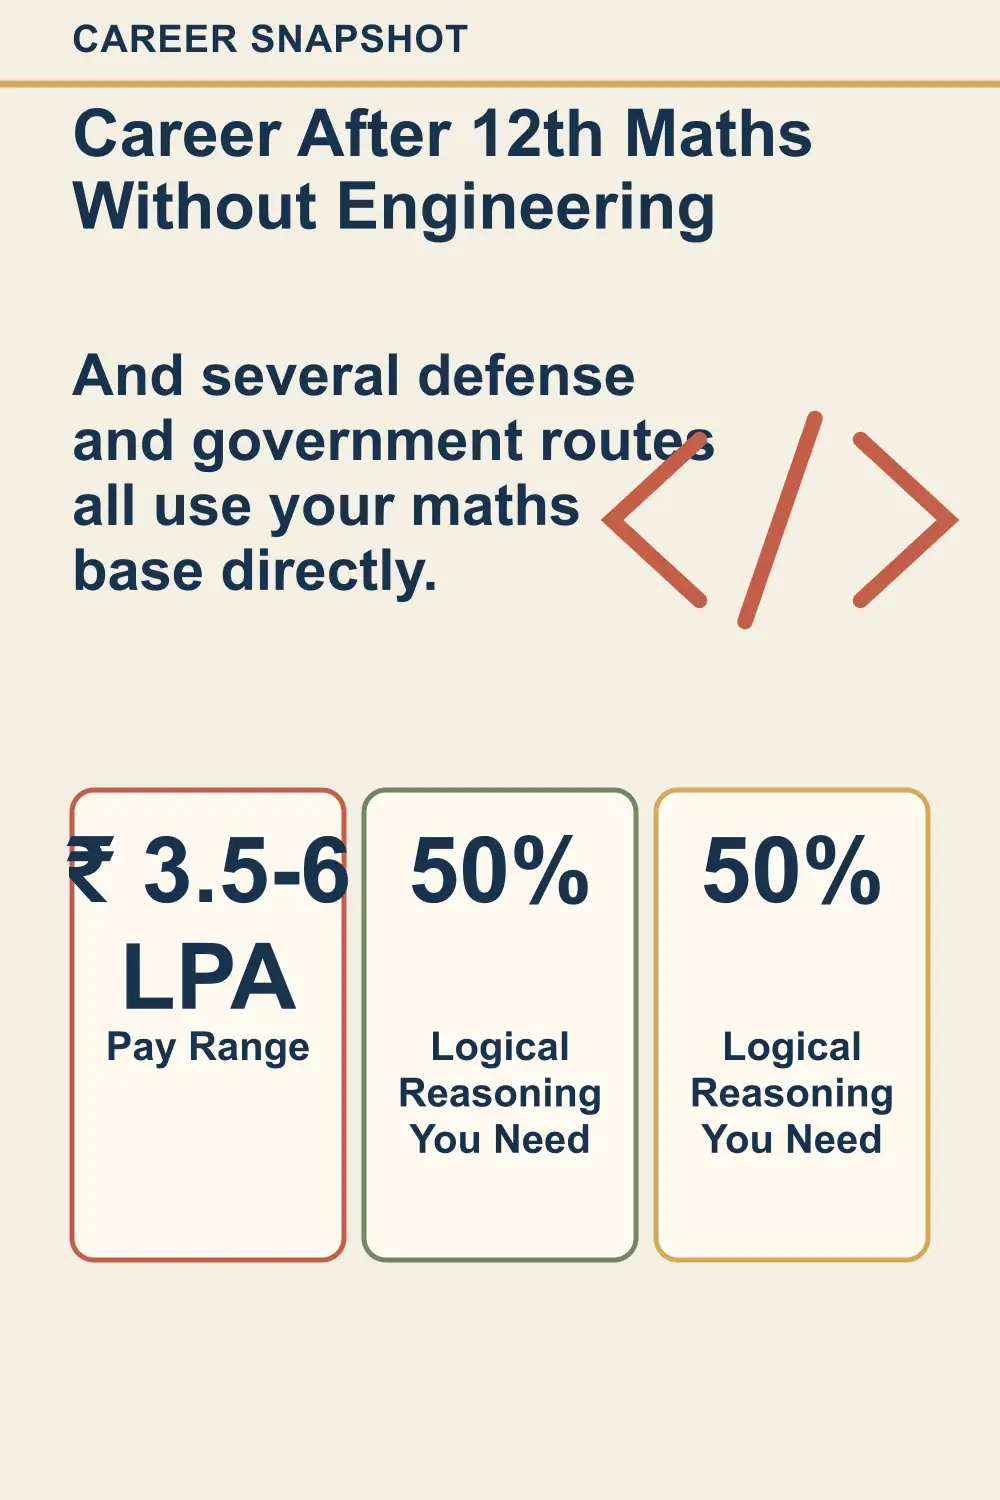 CAREER SNAPSHOT
Career After 12th Maths
Without Engineering
And several defense
and government routes
all use your maths
base directly.
₹ 3.5-6
LPA
Pay Range
50%
Logical
Reasoning
You Need
50%
Logical
Reasoning
You Need